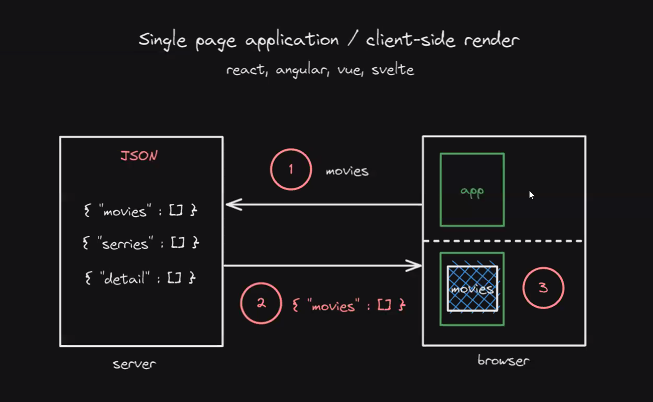 Single page application / client-side render
react, angular, vue, svelte
JSON
{ "movies" : [] }
{ "serries" : [] }
{ "detail" : [] }
server
1
movies
2
{ "movies" : [] }
app
movies
3
browser